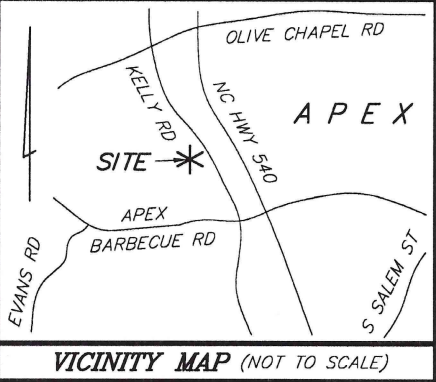 OLIVE CHAPEL RD
KELLY RD
NC HWY 540
APEX
SITE
APEX
BARBECUE RD
EVANS RD
S SALEM ST
VICINITY MAP (NOT TO SCALE)